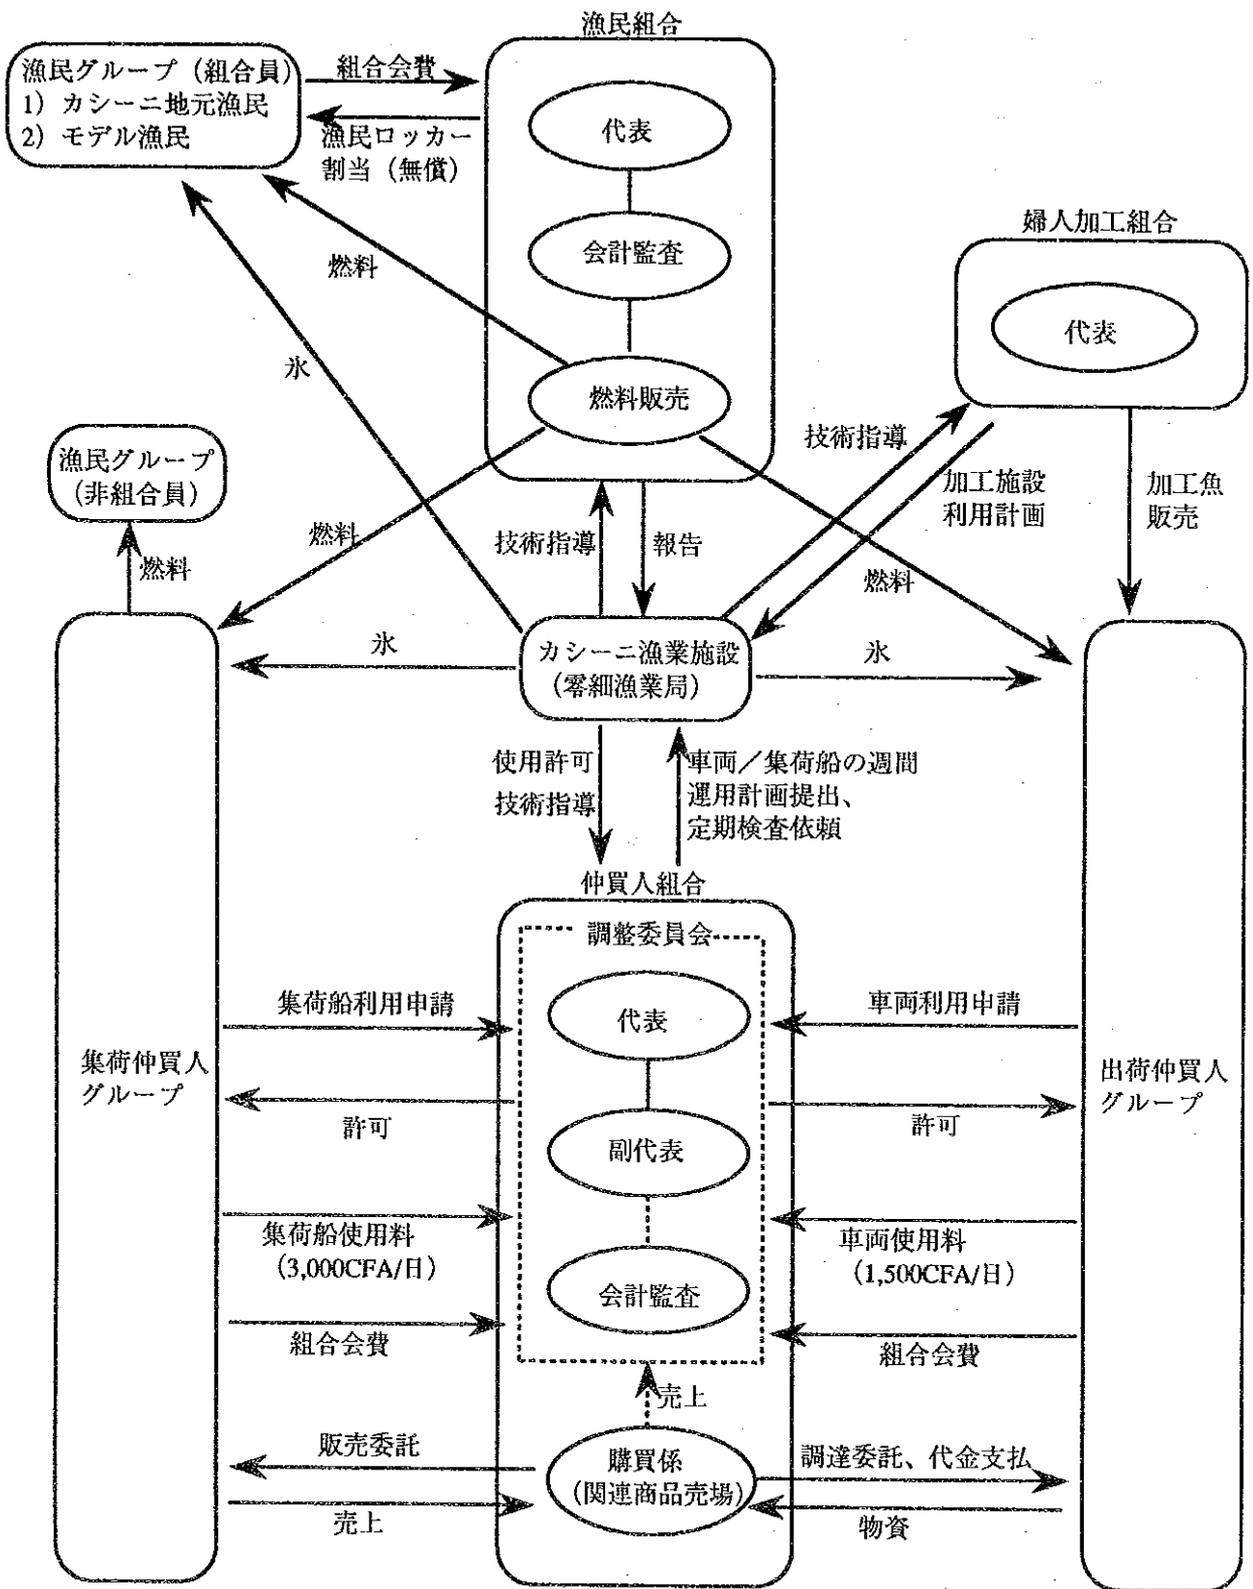 漁民組合
漁民グループ（組合員）
1）カシーニ地元漁民
2）モデル漁民
組合会費
漁民ロッカー
割当（無償）
代表
会計監査
燃料販売
婦人加工組合
代表
燃料
氷
漁民グループ
（非組合員）
燃料
燃料
技術指導
報告
技術指導
加工施設
利用計画
加工魚
販売
燃料
氷
カシーニ漁業施設
（零細漁業局）
氷
使用許可
技術指導
車両／集荷船の週間
運用計画提出、
定期検査依頼
仲買人組合
調整委員会
集荷船利用申請
代表
車両利用申請
集荷仲買人
グループ
出荷仲買人
グループ
許可
副代表
許可
集荷船使用料
（3,000CFA/日）
会計監査
車両使用料
（1,500CFA/日）
組合会費
組合会費
売上
販売委託
購買係
（関連商品売場）
調達委託、代金支払
売上
物資